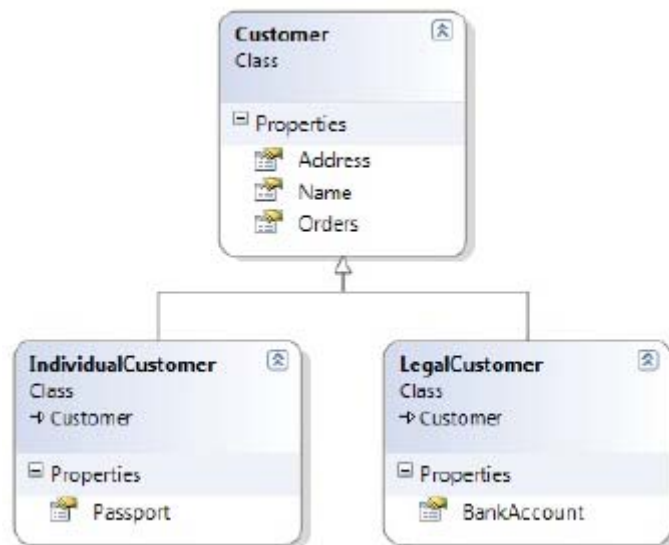 Customer
Class
Properties
Address
Name
Orders
IndividualCustomer
Class
Customer
Properties
Passport
LegalCustomer
Class
Customer
Properties
BankAccount